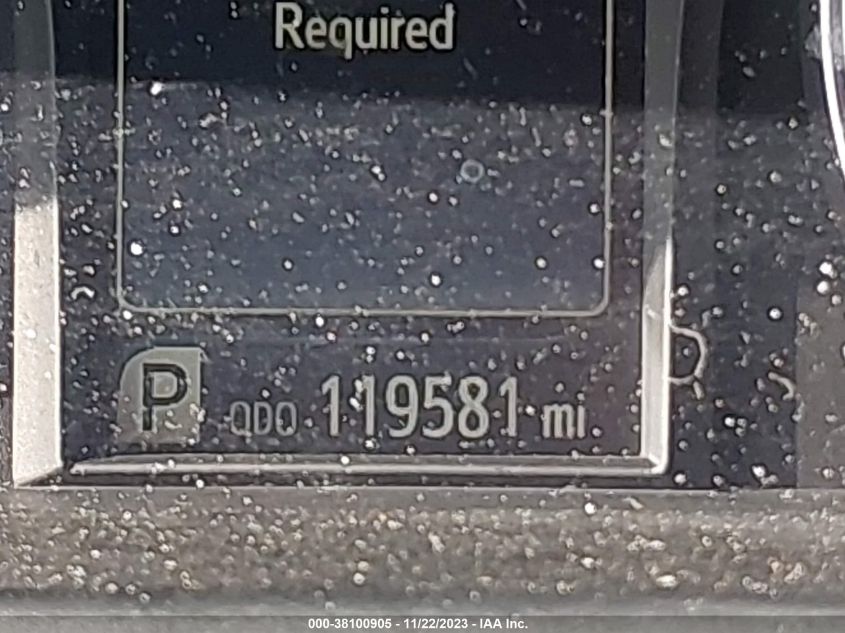 Required
P ODO 119581 mi
000-38100905 - 11/22/2023 - IAA Inc.